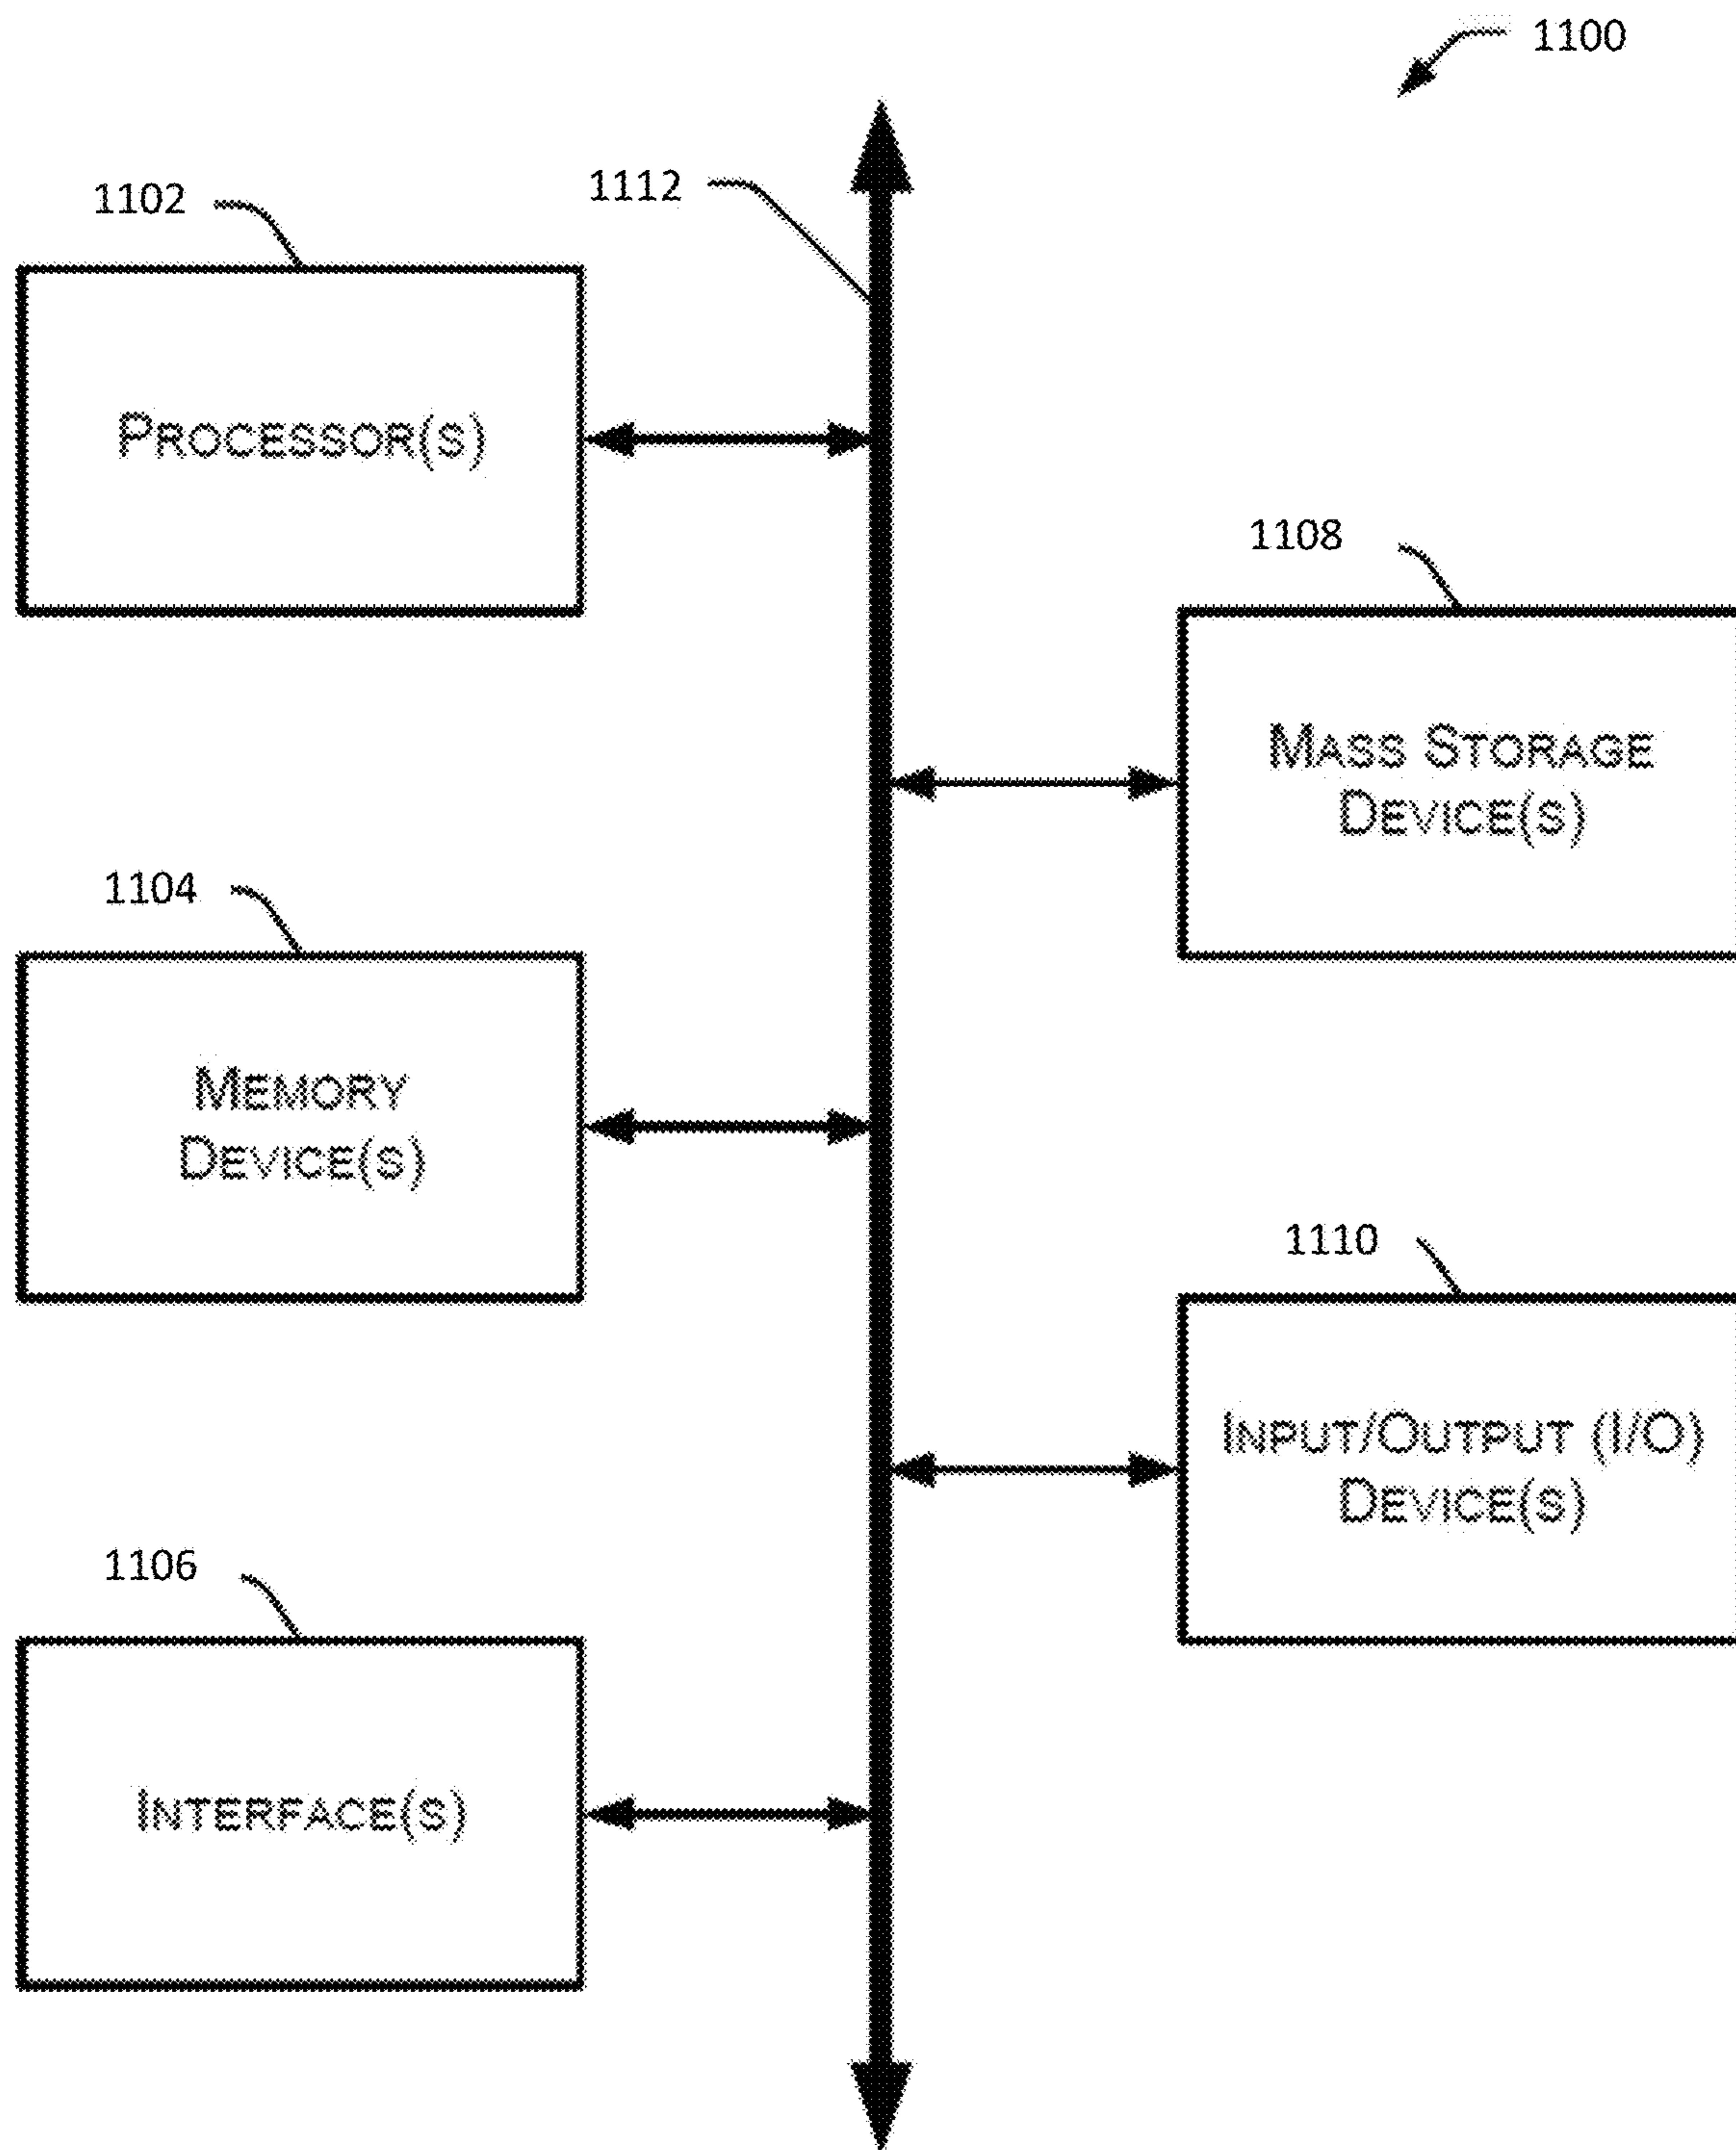 1100
1102
1112
PROCESSOR(S)
1108
MASS STORAGE
DEVICE(S)
1104
MEMORY
DEVICE(S)
1110
INPUT/OUTPUT (I/O)
DEVICE(S)
1106
INTERFACE(S)